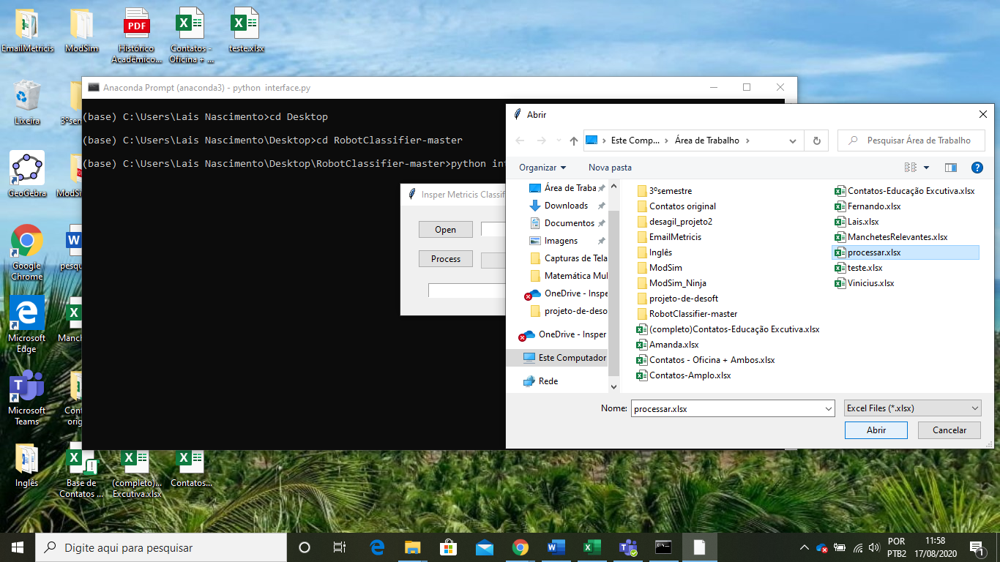 EmailMetricis
ModSim
Histórico
Acadêmico...
Contatos -
Oficina + ...
teste.xlsx
PDF
Lixeira
3ºsem
GeoGebra
ModSi
Google
Chrome
pesqu
Microsoft
Edge
Manch
Microsoft
Teams
Cont
orig
Inglês
Base de
Contatos ...
(completo)...
Excutiva.xlsx
Contatos...
Anaconda Prompt (anaconda3) - python  interface.py
(base) C:\Users\Lais Nascimento>cd Desktop
(base) C:\Users\Lais Nascimento\Desktop>cd RobotClassifier-master
(base) C:\Users\Lais Nascimento\Desktop\RobotClassifier-master>python int
Insper Metricis Classif
Open
Process
Abrir
Este Comp... › Área de Trabalho ›
Pesquisar Área de Trabalho
Organizar
Nova pasta
Área de Traba
Downloads
Documentos
Imagens
Capturas de Tela
Matemática Mul
OneDrive - Inspe
projeto-de-deso
OneDrive - Insper
Este Computador
Rede
3ºsemestre
Contatos original
desagil_projeto2
EmailMetricis
Inglês
ModSim
ModSim_Ninja
projeto-de-desoft
RobotClassifier-master
(completo)Contatos-Educação Excutiva.xlsx
Amanda.xlsx
Contatos - Oficina + Ambos.xlsx
Contatos-Amplo.xlsx
Contatos-Educação Excutiva.xlsx
Fernando.xlsx
Lais.xlsx
ManchetesRelevantes.xlsx
processar.xlsx
teste.xlsx
Vinicius.xlsx
Nome: processar.xlsx
Excel Files (*.xlsx)
Abrir
Cancelar
Digite aqui para pesquisar
POR
PTB2
11:58
17/08/2020
1